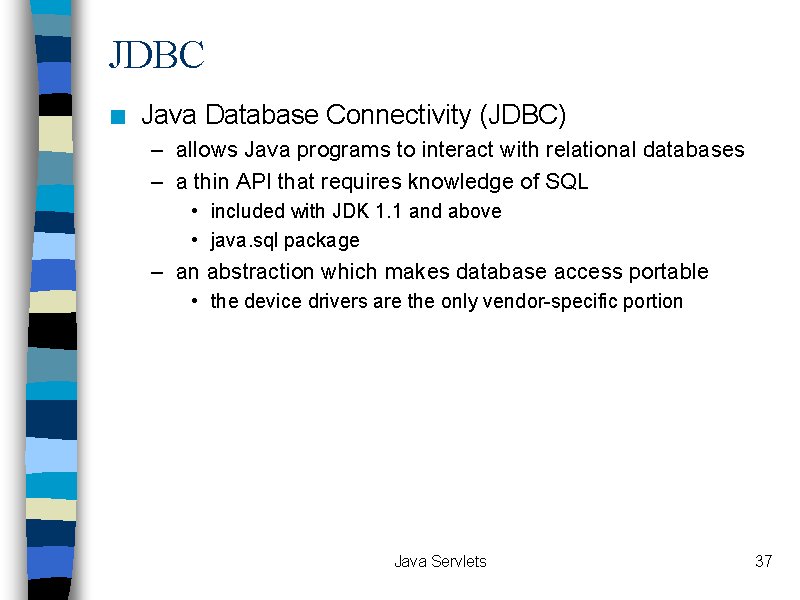 JDBC
■ Java Database Connectivity (JDBC)
– allows Java programs to interact with relational databases
– a thin API that requires knowledge of SQL
• included with JDK 1.1 and above
• java.sql package
– an abstraction which makes database access portable
• the device drivers are the only vendor-specific portion
Java Servlets
37